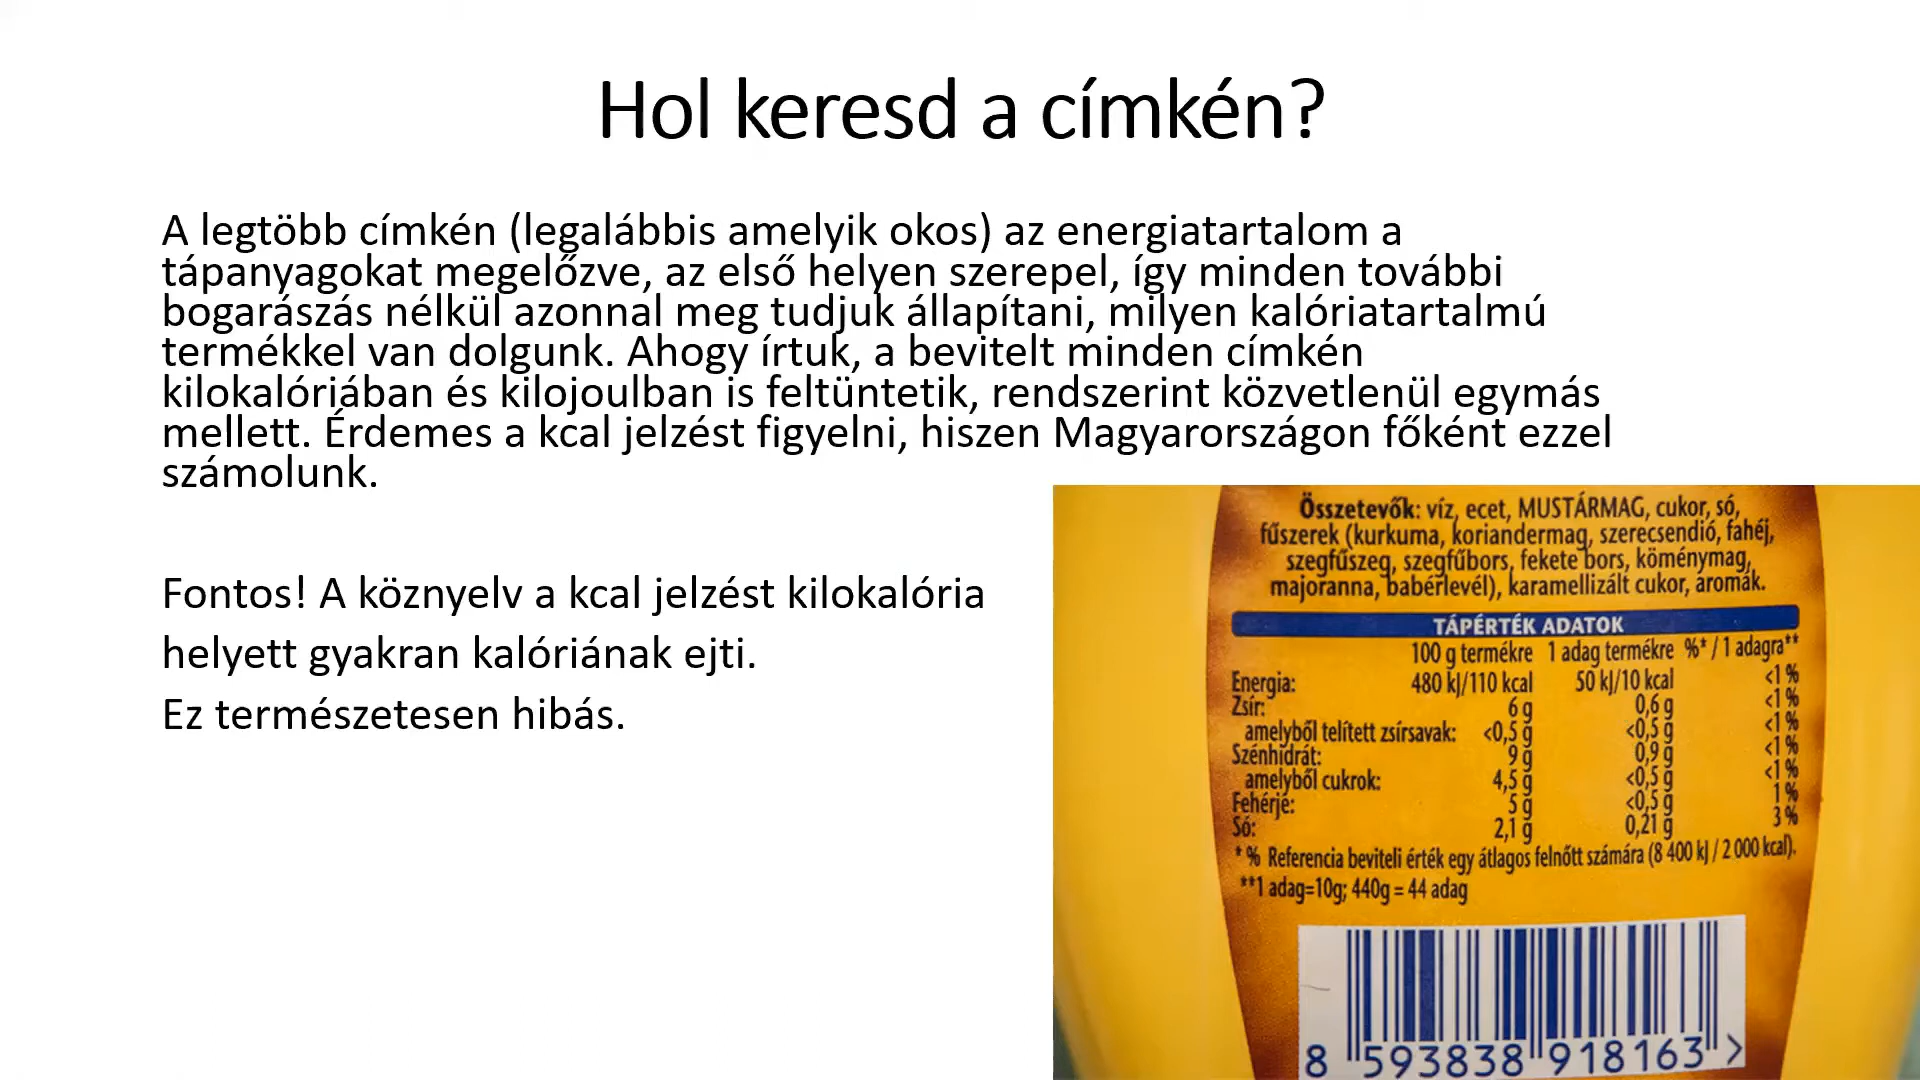 Hol keresd a címkén?
A legtöbb címkén (legalábbis amelyik okos) az energiatartalom a
tápanyagokat megelőzve, az első helyen szerepel, így minden további
bogarászás nélkül azonnal meg tudjuk állapítani, milyen kalóriatartalmú
termékkel van dolgunk. Ahogy írtuk, a bevitelt minden címkén
kilokalóriában és kilojoulban is feltüntetik, rendszerint közvetlenül egymás
mellett. Érdemes a kcal jelzést figyelni, hiszen Magyarországon főként ezzel
számolunk.
Fontos! A köznyelv a kcal jelzést kilokalória
helyett gyakran kalóriának ejti.
Ez természetesen hibás.
Összetevők: víz, ecet, MUSTÁRMAG, cukor, só,
fűszerek (kurkuma, koriandermag, szerecsendió, fahéj,
szegfűszeg, szegfűbors, fekete bors, köménymag,
majoranna, babérlevél), karamellizált cukor, aromák.
TÁPÉRTÉK ADATOK
100 g termékre 1 adag termékre %* / 1 adagra**
Energia: 480 kJ/110 kcal 50 kJ/10 kcal <1 %
Zsír: 6 g 0,6 g <1 %
amelyből telített zsírsavak: <0,5 g <0,5 g <1 %
Szénhidrát: 9 g 0,9 g <1 %
amelyből cukrok: 4,5 g <0,5 g <1 %
Fehérje: 5 g <0,5 g 1 %
Só: 2,1 g 0,21 g 3 %
* % Referencia beviteli érték egy átlagos felnőtt számára (8 400 kJ / 2 000 kcal).
**1 adag=10g; 440g = 44 adag
8 593838 918163 >